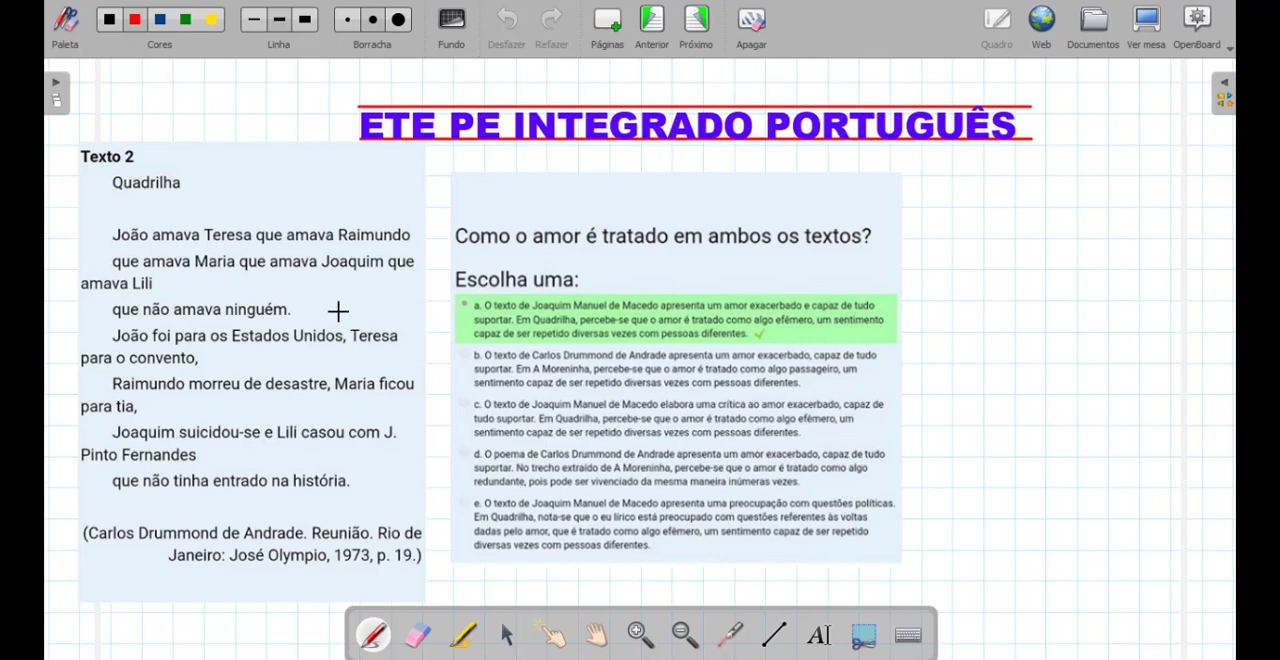 Paleta
Cores
Linha
Borracha
Fundo
Desfazer
Refazer
Páginas
Anterior
Próximo
Apagar
Quadro
Web
Documentos
Ver mesa
OpenBoard
ETE PE INTEGRADO PORTUGUÊS
Texto 2
Quadrilha
João amava Teresa que amava Raimundo
que amava Maria que amava Joaquim que
amava Lili
que não amava ninguém.
João foi para os Estados Unidos, Teresa
para o convento,
Raimundo morreu de desastre, Maria ficou
para tia,
Joaquim suicidou-se e Lili casou com J.
Pinto Fernandes
que não tinha entrado na história.
(Carlos Drummond de Andrade. Reunião. Rio de
Janeiro: José Olympio, 1973, p. 19.)
Como o amor é tratado em ambos os textos?
Escolha uma:
a. O texto de Joaquim Manuel de Macedo apresenta um amor exacerbado e capaz de tudo
suportar. Em Quadrilha, percebe-se que o amor é tratado como algo efêmero, um sentimento
capaz de ser repetido diversas vezes com pessoas diferentes.
b. O texto de Carlos Drummond de Andrade apresenta um amor exacerbado, capaz de tudo
suportar. Em A Moreninha, percebe-se que o amor é tratado como algo passageiro, um
sentimento capaz de ser repetido diversas vezes com pessoas diferentes.
c. O texto de Joaquim Manuel de Macedo elabora uma crítica ao amor exacerbado, capaz de
tudo suportar. Em Quadrilha, percebe-se que o amor é tratado como algo efêmero, um
sentimento capaz de ser repetido diversas vezes com pessoas diferentes.
d. O poema de Carlos Drummond de Andrade apresenta um amor exacerbado, capaz de tudo
suportar. No trecho extraído de A Moreninha, percebe-se que o amor é tratado como algo
redundante, pois pode ser vivenciado da mesma maneira inúmeras vezes.
e. O texto de Joaquim Manuel de Macedo apresenta uma preocupação com questões políticas.
Em Quadrilha, nota-se que o eu lírico está preocupado com questões referentes às voltas
dadas pelo amor, que é tratado como algo efêmero, um sentimento capaz de ser repetido
diversas vezes com pessoas diferentes.